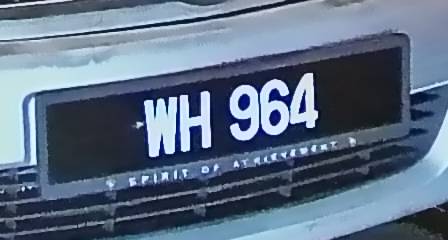 WH 964
SPIRIT OF ACHIEVEMENT